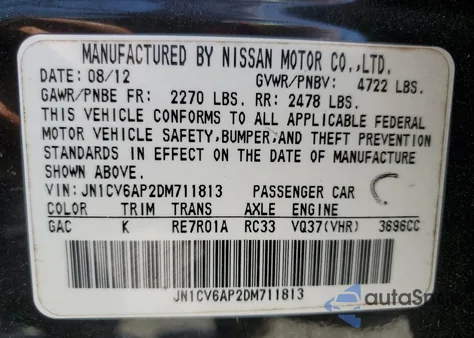 MANUFACTURED BY NISSAN MOTOR CO.,LTD.
DATE: 08/12 GVWR/PNBV: 4722 LBS.
GAWR/PNBE FR: 2270 LBS. RR: 2478 LBS.
THIS VEHICLE CONFORMS TO ALL APPLICABLE FEDERAL
MOTOR VEHICLE SAFETY,BUMPER,AND THEFT PREVENTION
STANDARDS IN EFFECT ON THE DATE OF MANUFACTURE
SHOWN ABOVE.
VIN: JN1CV6AP2DM711813 PASSENGER CAR
COLOR TRIM TRANS AXLE ENGINE
GAC K RE7R01A RC33 VQ37(VHR) 3696CC
JN1CV6AP2DM711813